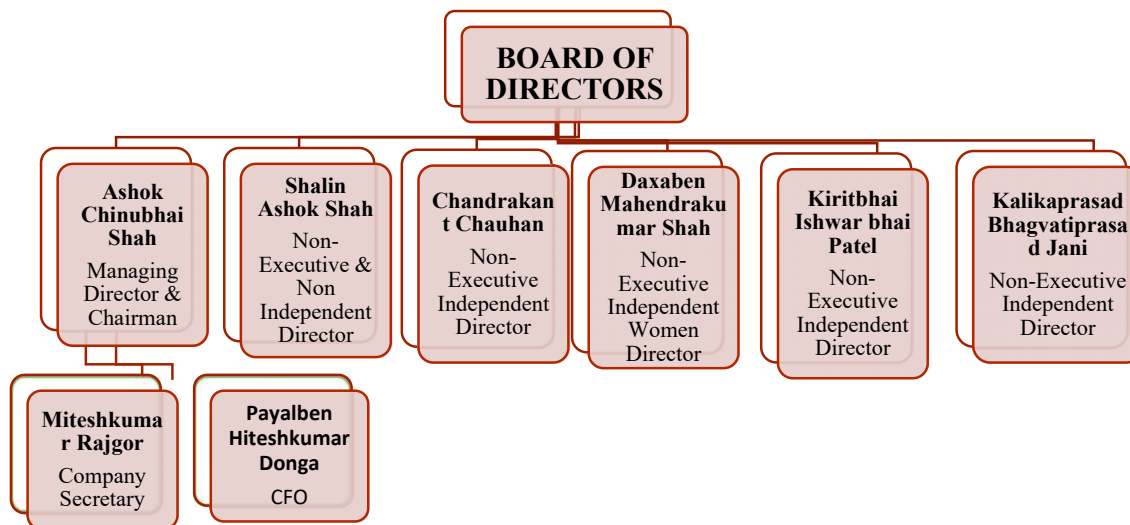 BOARD OF
DIRECTORS
Ashok
Chinubhai
Shah
Managing
Director &
Chairman
Shalin
Ashok Shah
Non-
Executive &
Non
Independent
Director
Chandrakan
t Chauhan
Non-
Executive
Independent
Director
Daxaben
Mahendraku
mar Shah
Non-
Executive
Independent
Women
Director
Kiritbhai
Ishwar bhai
Patel
Non-
Executive
Independent
Director
Kalikaprasad
Bhagvatiprasa
d Jani
Non-Executive
Independent
Director
Miteshkuma
r Rajgor
Company
Secretary
Payalben
Hiteshkumar
Donga
CFO